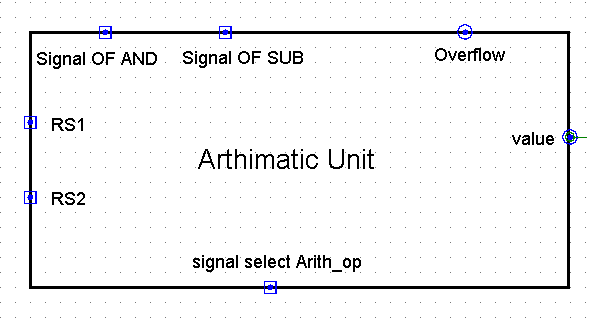 Signal OF AND
Signal OF SUB
Overflow
RS1
value
Arthimatic Unit
RS2
signal select Arith_op